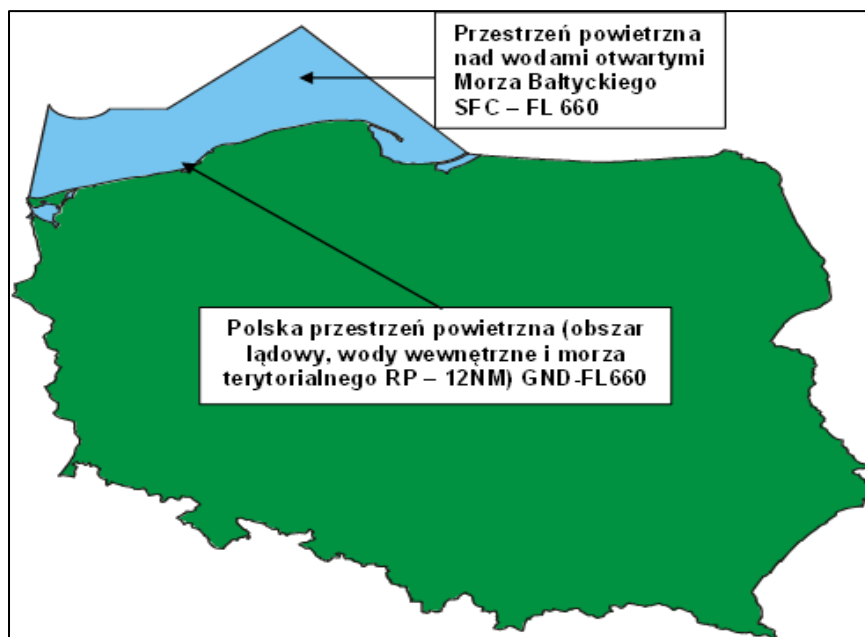 Przestrzeń powietrzna
nad wodami otwartymi
Morza Bałtyckiego
SFC – FL 660
Polska przestrzeń powietrzna (obszar
lądowy, wody wewnętrzne i morza
terytorialnego RP – 12NM) GND-FL660